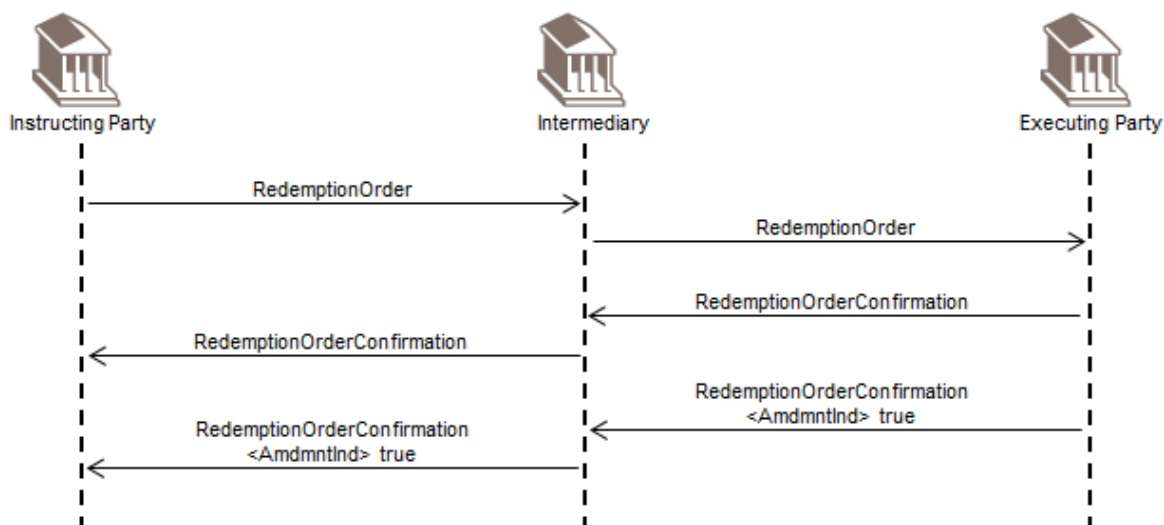 Instructing Party
Intermediary
Executing Party
RedemptionOrder
RedemptionOrder
RedemptionOrderConfirmation
RedemptionOrderConfirmation
RedemptionOrderConfirmation
<AmdmntInd> true
RedemptionOrderConfirmation
<AmdmntInd> true